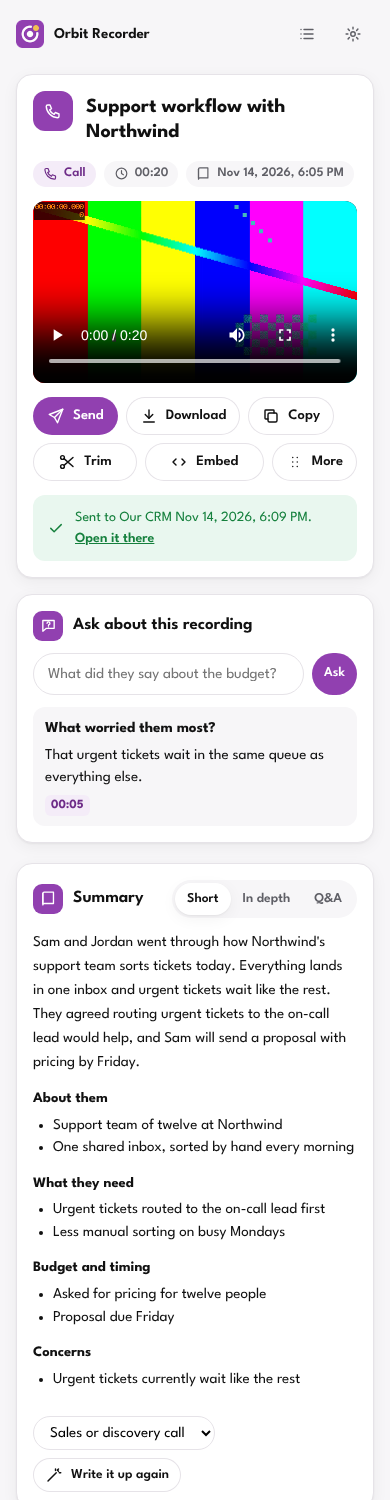 Orbit Recorder
Support workflow with
Northwind
Call
00:20
Nov 14, 2026, 6:05 PM
00:00:00.000
0
0:00 / 0:20
Send
Download
Copy
Trim
Embed
More
Sent to Our CRM Nov 14, 2026, 6:09 PM.
Open it there
Ask about this recording
What did they say about the budget?
Ask
What worried them most?
That urgent tickets wait in the same queue as
everything else.
00:05
Summary
Short
In depth
Q&A
Sam and Jordan went through how Northwind's
support team sorts tickets today. Everything lands
in one inbox and urgent tickets wait like the rest.
They agreed routing urgent tickets to the on-call
lead would help, and Sam will send a proposal with
pricing by Friday.
About them
• Support team of twelve at Northwind
• One shared inbox, sorted by hand every morning
What they need
• Urgent tickets routed to the on-call lead first
• Less manual sorting on busy Mondays
Budget and timing
• Asked for pricing for twelve people
• Proposal due Friday
Concerns
• Urgent tickets currently wait like the rest
Sales or discovery call
Write it up again